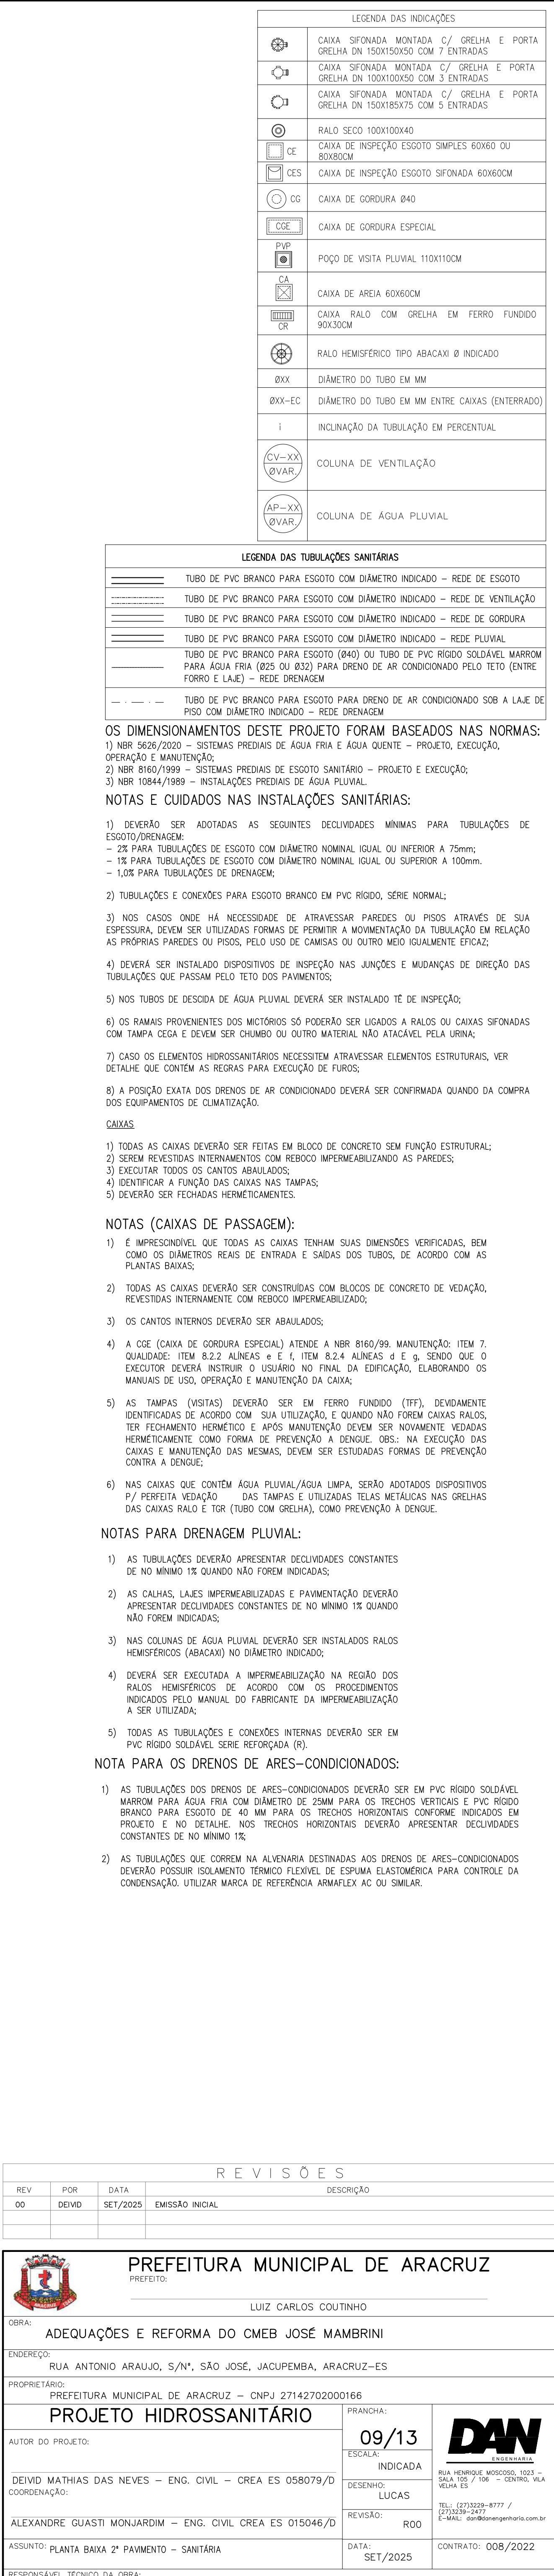 LEGENDA DAS INDICAÇÕES
CAIXA SIFONADA MONTADA C/ GRELHA E PORTA
GRELHA DN 150X150X50 COM 7 ENTRADAS
CAIXA SIFONADA MONTADA C/ GRELHA E PORTA
GRELHA DN 100X100X50 COM 3 ENTRADAS
CAIXA SIFONADA MONTADA C/ GRELHA E PORTA
GRELHA DN 150X185X75 COM 5 ENTRADAS
RALO SECO 100X100X40
CE
CAIXA DE INSPEÇÃO ESGOTO SIMPLES 60X60 OU
80X80CM
CES
CAIXA DE INSPEÇÃO ESGOTO SIFONADA 60X60CM
CG
CAIXA DE GORDURA Ø40
CGE
CAIXA DE GORDURA ESPECIAL
PVP
POÇO DE VISITA PLUVIAL 110X110CM
CA
CAIXA DE AREIA 60X60CM
CR
CAIXA RALO COM GRELHA EM FERRO FUNDIDO
90X30CM
RALO HEMISFÉRICO TIPO ABACAXI Ø INDICADO
ØXX
DIÂMETRO DO TUBO EM MM
ØXX-EC
DIÂMETRO DO TUBO EM MM ENTRE CAIXAS (ENTERRADO)
i
INCLINAÇÃO DA TUBULAÇÃO EM PERCENTUAL
CV-XX
ØVAR.
COLUNA DE VENTILAÇÃO
AP-XX
ØVAR.
COLUNA DE ÁGUA PLUVIAL
LEGENDA DAS TUBULAÇÕES SANITÁRIAS
TUBO DE PVC BRANCO PARA ESGOTO COM DIÂMETRO INDICADO - REDE DE ESGOTO
TUBO DE PVC BRANCO PARA ESGOTO COM DIÂMETRO INDICADO - REDE DE VENTILAÇÃO
TUBO DE PVC BRANCO PARA ESGOTO COM DIÂMETRO INDICADO - REDE DE GORDURA
TUBO DE PVC BRANCO PARA ESGOTO COM DIÂMETRO INDICADO - REDE PLUVIAL
TUBO DE PVC BRANCO PARA ESGOTO (Ø40) OU TUBO DE PVC RÍGIDO SOLDÁVEL MARROM
PARA ÁGUA FRIA (Ø25 OU Ø32) PARA DRENO DE AR CONDICIONADO PELO TETO (ENTRE
FORRO E LAJE) - REDE DRENAGEM
TUBO DE PVC BRANCO PARA ESGOTO PARA DRENO DE AR CONDICIONADO SOB A LAJE DE
PISO COM DIÂMETRO INDICADO - REDE DRENAGEM
OS DIMENSIONAMENTOS DESTE PROJETO FORAM BASEADOS NAS NORMAS:
1) NBR 5626/2020 - SISTEMAS PREDIAIS DE ÁGUA FRIA E ÁGUA QUENTE - PROJETO, EXECUÇÃO,
OPERAÇÃO E MANUTENÇÃO;
2) NBR 8160/1999 - SISTEMAS PREDIAIS DE ESGOTO SANITÁRIO - PROJETO E EXECUÇÃO;
3) NBR 10844/1989 - INSTALAÇÕES PREDIAIS DE ÁGUA PLUVIAL.
NOTAS E CUIDADOS NAS INSTALAÇÕES SANITÁRIAS:
1) DEVERÃO SER ADOTADAS AS SEGUINTES DECLIVIDADES MÍNIMAS PARA TUBULAÇÕES DE
ESGOTO/DRENAGEM:
- 2% PARA TUBULAÇÕES DE ESGOTO COM DIÂMETRO NOMINAL IGUAL OU INFERIOR A 75mm;
- 1% PARA TUBULAÇÕES DE ESGOTO COM DIÂMETRO NOMINAL IGUAL OU SUPERIOR A 100mm.
- 1,0% PARA TUBULAÇÕES DE DRENAGEM;
2) TUBULAÇÕES E CONEXÕES PARA ESGOTO BRANCO EM PVC RÍGIDO, SÉRIE NORMAL;
3) NOS CASOS ONDE HÁ NECESSIDADE DE ATRAVESSAR PAREDES OU PISOS ATRAVÉS DE SUA
ESPESSURA, DEVEM SER UTILIZADAS FORMAS DE PERMITIR A MOVIMENTAÇÃO DA TUBULAÇÃO EM RELAÇÃO
AS PRÓPRIAS PAREDES OU PISOS, PELO USO DE CAMISAS OU OUTRO MEIO IGUALMENTE EFICAZ;
4) DEVERÁ SER INSTALADO DISPOSITIVOS DE INSPEÇÃO NAS JUNÇÕES E MUDANÇAS DE DIREÇÃO DAS
TUBULAÇÕES QUE PASSAM PELO TETO DOS PAVIMENTOS;
5) NOS TUBOS DE DESCIDA DE ÁGUA PLUVIAL DEVERÁ SER INSTALADO TÊ DE INSPEÇÃO;
6) OS RAMAIS PROVENIENTES DOS MICTÓRIOS SÓ PODERÃO SER LIGADOS A RALOS OU CAIXAS SIFONADAS
COM TAMPA CEGA E DEVEM SER CHUMBO OU OUTRO MATERIAL NÃO ATACÁVEL PELA URINA;
7) CASO OS ELEMENTOS HIDROSSANITÁRIOS NECESSITEM ATRAVESSAR ELEMENTOS ESTRUTURAIS, VER
DETALHE QUE CONTÉM AS REGRAS PARA EXECUÇÃO DE FUROS;
8) A POSIÇÃO EXATA DOS DRENOS DE AR CONDICIONADO DEVERÁ SER CONFIRMADA QUANDO DA COMPRA
DOS EQUIPAMENTOS DE CLIMATIZAÇÃO.
CAIXAS
1) TODAS AS CAIXAS DEVERÃO SER FEITAS EM BLOCO DE CONCRETO SEM FUNÇÃO ESTRUTURAL;
2) SEREM REVESTIDAS INTERNAMENTOS COM REBOCO IMPERMEABILIZANDO AS PAREDES;
3) EXECUTAR TODOS OS CANTOS ABAULADOS;
4) IDENTIFICAR A FUNÇÃO DAS CAIXAS NAS TAMPAS;
5) DEVERÃO SER FECHADAS HERMÉTICAMENTES.
NOTAS (CAIXAS DE PASSAGEM):
1) É IMPRESCINDÍVEL QUE TODAS AS CAIXAS TENHAM SUAS DIMENSÕES VERIFICADAS, BEM
COMO OS DIÂMETROS REAIS DE ENTRADA E SAÍDAS DOS TUBOS, DE ACORDO COM AS
PLANTAS BAIXAS;
2) TODAS AS CAIXAS DEVERÃO SER CONSTRUÍDAS COM BLOCOS DE CONCRETO DE VEDAÇÃO,
REVESTIDAS INTERNAMENTE COM REBOCO IMPERMEABILIZADO;
3) OS CANTOS INTERNOS DEVERÃO SER ABAULADOS;
4) A CGE (CAIXA DE GORDURA ESPECIAL) ATENDE A NBR 8160/99. MANUTENÇÃO: ITEM 7.
QUALIDADE: ITEM 8.2.2 ALÍNEAS e E f, ITEM 8.2.4 ALÍNEAS d E g, SENDO QUE O
EXECUTOR DEVERÁ INSTRUIR O USUÁRIO NO FINAL DA EDIFICAÇÃO, ELABORANDO OS
MANUAIS DE USO, OPERAÇÃO E MANUTENÇÃO DA CAIXA;
5) AS TAMPAS (VISITAS) DEVERÃO SER EM FERRO FUNDIDO (TFF), DEVIDAMENTE
IDENTIFICADAS DE ACORDO COM SUA UTILIZAÇÃO, E QUANDO NÃO FOREM CAIXAS RALOS,
TER FECHAMENTO HERMÉTICO E APÓS MANUTENÇÃO DEVEM SER NOVAMENTE VEDADAS
HERMÉTICAMENTE COMO FORMA DE PREVENÇÃO A DENGUE. OBS.: NA EXECUÇÃO DAS
CAIXAS E MANUTENÇÃO DAS MESMAS, DEVEM SER ESTUDADAS FORMAS DE PREVENÇÃO
CONTRA A DENGUE;
6) NAS CAIXAS QUE CONTÊM ÁGUA PLUVIAL/ÁGUA LIMPA, SERÃO ADOTADOS DISPOSITIVOS
P/ PERFEITA VEDAÇÃO DAS TAMPAS E UTILIZADAS TELAS METÁLICAS NAS GRELHAS
DAS CAIXAS RALO E TGR (TUBO COM GRELHA), COMO PREVENÇÃO À DENGUE.
NOTAS PARA DRENAGEM PLUVIAL:
1) AS TUBULAÇÕES DEVERÃO APRESENTAR DECLIVIDADES CONSTANTES
DE NO MÍNIMO 1% QUANDO NÃO FOREM INDICADAS;
2) AS CALHAS, LAJES IMPERMEABILIZADAS E PAVIMENTAÇÃO DEVERÃO
APRESENTAR DECLIVIDADES CONSTANTES DE NO MÍNIMO 1% QUANDO
NÃO FOREM INDICADAS;
3) NAS COLUNAS DE ÁGUA PLUVIAL DEVERÃO SER INSTALADOS RALOS
HEMISFÉRICOS (ABACAXI) NO DIÂMETRO INDICADO;
4) DEVERÁ SER EXECUTADA A IMPERMEABILIZAÇÃO NA REGIÃO DOS
RALOS HEMISFÉRICOS DE ACORDO COM OS PROCEDIMENTOS
INDICADOS PELO MANUAL DO FABRICANTE DA IMPERMEABILIZAÇÃO
A SER UTILIZADA;
5) TODAS AS TUBULAÇÕES E CONEXÕES INTERNAS DEVERÃO SER EM
PVC RÍGIDO SOLDÁVEL SERIE REFORÇADA (R).
NOTA PARA OS DRENOS DE ARES-CONDICIONADOS:
1) AS TUBULAÇÕES DOS DRENOS DE ARES-CONDICIONADOS DEVERÃO SER EM PVC RÍGIDO SOLDÁVEL
MARROM PARA ÁGUA FRIA COM DIÂMETRO DE 25MM PARA OS TRECHOS VERTICAIS E PVC RÍGIDO
BRANCO PARA ESGOTO DE 40 MM PARA OS TRECHOS HORIZONTAIS CONFORME INDICADOS EM
PROJETO E NO DETALHE. NOS TRECHOS HORIZONTAIS DEVERÃO APRESENTAR DECLIVIDADES
CONSTANTES DE NO MÍNIMO 1%;
2) AS TUBULAÇÕES QUE CORREM NA ALVENARIA DESTINADAS AOS DRENOS DE ARES-CONDICIONADOS
DEVERÃO POSSUIR ISOLAMENTO TÉRMICO FLEXÍVEL DE ESPUMA ELASTOMÉRICA PARA CONTROLE DA
CONDENSAÇÃO. UTILIZAR MARCA DE REFERÊNCIA ARMAFLEX AC OU SIMILAR.
REVISÕES
REV POR DATA DESCRIÇÃO
00 DEIVID SET/2025 EMISSÃO INICIAL
ARACRUZ
PREFEITURA MUNICIPAL DE ARACRUZ
PREFEITO:
LUIZ CARLOS COUTINHO
OBRA:
ADEQUAÇÕES E REFORMA DO CMEB JOSÉ MAMBRINI
ENDEREÇO:
RUA ANTONIO ARAUJO, S/N°, SÃO JOSÉ, JACUPEMBA, ARACRUZ-ES
PROPRIETÁRIO:
PREFEITURA MUNICIPAL DE ARACRUZ - CNPJ 27142702000166
PROJETO HIDROSSANITÁRIO
AUTOR DO PROJETO:
DEIVID MATHIAS DAS NEVES - ENG. CIVIL - CREA ES 058079/D
COORDENAÇÃO:
ALEXANDRE GUASTI MONJARDIM - ENG. CIVIL CREA ES 015046/D
PRANCHA:
09/13
ESCALA:
INDICADA
DESENHO:
LUCAS
REVISÃO:
R00
DAN
ENGENHARIA
RUA HENRIQUE MOSCOSO, 1023 -
SALA 105 / 106 - CENTRO, VILA
VELHA ES
TEL.: (27)3229-8777 /
(27)3239-2477
E-MAIL: dan@danengenharia.com.br
ASSUNTO: PLANTA BAIXA 2° PAVIMENTO - SANITÁRIA
DATA:
SET/2025
CONTRATO: 008/2022
RESPONSÁVEL TÉCNICO DA OBRA: